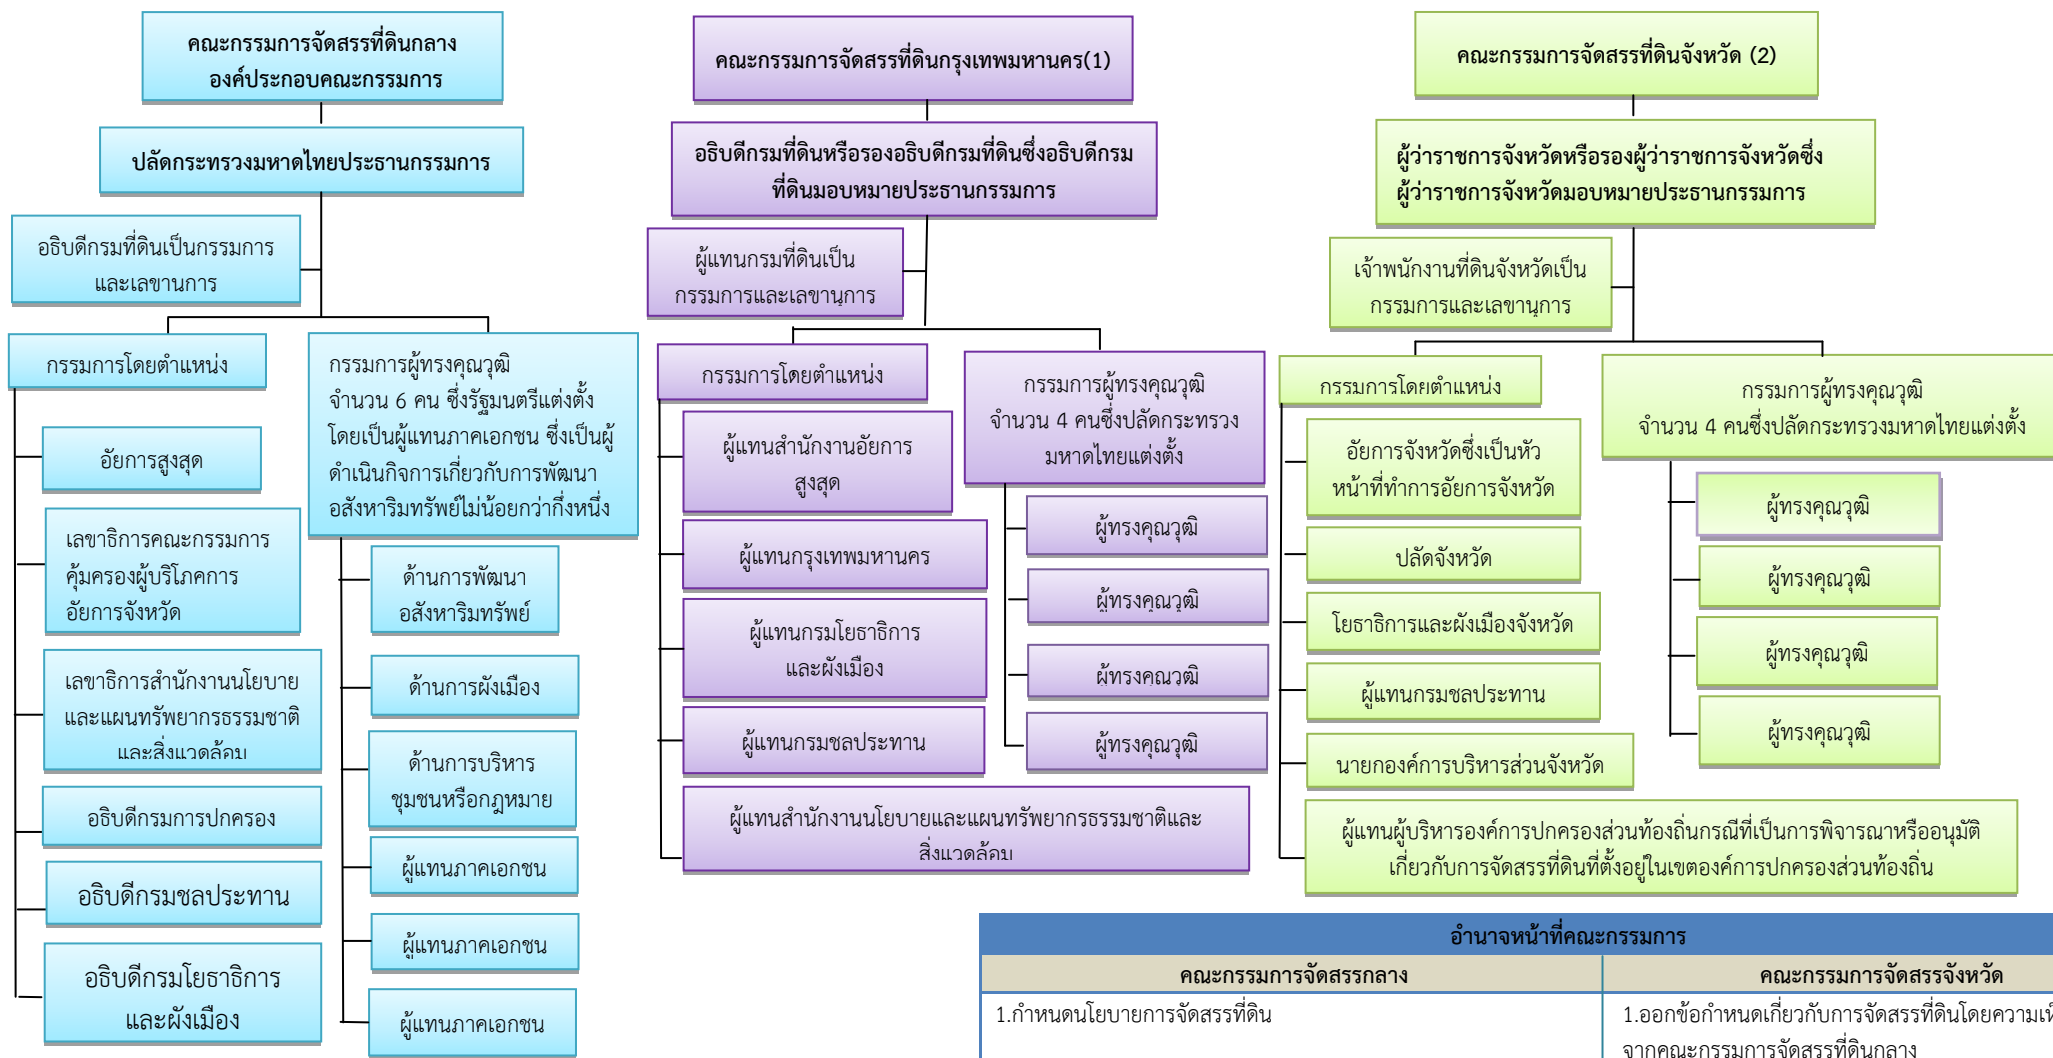 คณะกรรมการจัดสรรที่ดินกลาง
องค์ประกอบคณะกรรมการ
ปลัดกระทรวงมหาดไทยประธานกรรมการ
อธิบดีกรมที่ดินเป็นกรรมการ
และเลขานการ
กรรมการโดยตำแหน่ง
อัยการสูงสุด
เลขาธิการคณะกรรมการ
คุ้มครองผู้บริโภคการ
อัยการจังหวัด
เลขาธิการสำนักงานนโยบาย
และแผนทรัพยากรธรรมชาติ
และสิ่งแวดล้อม
อธิบดีกรมการปกครอง
อธิบดีกรมชลประทาน
อธิบดีกรมโยธาธิการ
และผังเมือง
กรรมการผู้ทรงคุณวุฒิ
จำนวน 6 คน ซึ่งรัฐมนตรีแต่งตั้ง
โดยเป็นผู้แทนภาคเอกชน ซึ่งเป็นผู้
ดำเนินกิจการเกี่ยวกับการพัฒนา
อสังหาริมทรัพย์ไม่น้อยกว่ากึ่งหนึ่ง
ด้านการพัฒนา
อสังหาริมทรัพย์
ด้านการผังเมือง
ด้านการบริหาร
ชุมชนหรือกฎหมาย
ผู้แทนภาคเอกชน
ผู้แทนภาคเอกชน
ผู้แทนภาคเอกชน
คณะกรรมการจัดสรรที่ดินกรุงเทพมหานคร(1)
อธิบดีกรมที่ดินหรือรองอธิบดีกรมที่ดินซึ่งอธิบดีกรม
ที่ดินมอบหมายประธานกรรมการ
ผู้แทนกรมที่ดินเป็น
กรรมการและเลขานุการ
กรรมการโดยตำแหน่ง
ผู้แทนสำนักงานอัยการ
สูงสุด
ผู้แทนกรุงเทพมหานคร
ผู้แทนกรมโยธาธิการ
และผังเมือง
ผู้แทนกรมชลประทาน
ผู้แทนสำนักงานนโยบายและแผนทรัพยากรธรรมชาติและ
สิ่งแวดล้อม
กรรมการผู้ทรงคุณวุฒิ
จำนวน 4 คนซึ่งปลัดกระทรวง
มหาดไทยแต่งตั้ง
ผู้ทรงคุณวุฒิ
ผู้ทรงคุณวุฒิ
ผู้ทรงคุณวุฒิ
ผู้ทรงคุณวุฒิ
คณะกรรมการจัดสรรที่ดินจังหวัด (2)
ผู้ว่าราชการจังหวัดหรือรองผู้ว่าราชการจังหวัดซึ่ง
ผู้ว่าราชการจังหวัดมอบหมายประธานกรรมการ
เจ้าพนักงานที่ดินจังหวัดเป็น
กรรมการและเลขานุการ
กรรมการโดยตำแหน่ง
อัยการจังหวัดซึ่งเป็นหัว
หน้าที่ทำการอัยการจังหวัด
ปลัดจังหวัด
โยธาธิการและผังเมืองจังหวัด
ผู้แทนกรมชลประทาน
นายกองค์การบริหารส่วนจังหวัด
ผู้แทนผู้บริหารองค์การปกครองส่วนท้องถิ่นกรณีที่เป็นการพิจารณาหรืออนุมัติ
เกี่ยวกับการจัดสรรที่ดินที่ตั้งอยู่ในเขตองค์การปกครองส่วนท้องถิ่น
กรรมการผู้ทรงคุณวุฒิ
จำนวน 4 คนซึ่งปลัดกระทรวงมหาดไทยแต่งตั้ง
ผู้ทรงคุณวุฒิ
ผู้ทรงคุณวุฒิ
ผู้ทรงคุณวุฒิ
ผู้ทรงคุณวุฒิ
อำนาจหน้าที่คณะกรรมการ
คณะกรรมการจัดสรรกลาง
คณะกรรมการจัดสรรจังหวัด
1.กำหนดนโยบายการจัดสรรที่ดิน
1.ออกข้อกำหนดเกี่ยวกับการจัดสรรที่ดินโดย
จากคณะกรรมการจัดสรรที่ดินกลาง